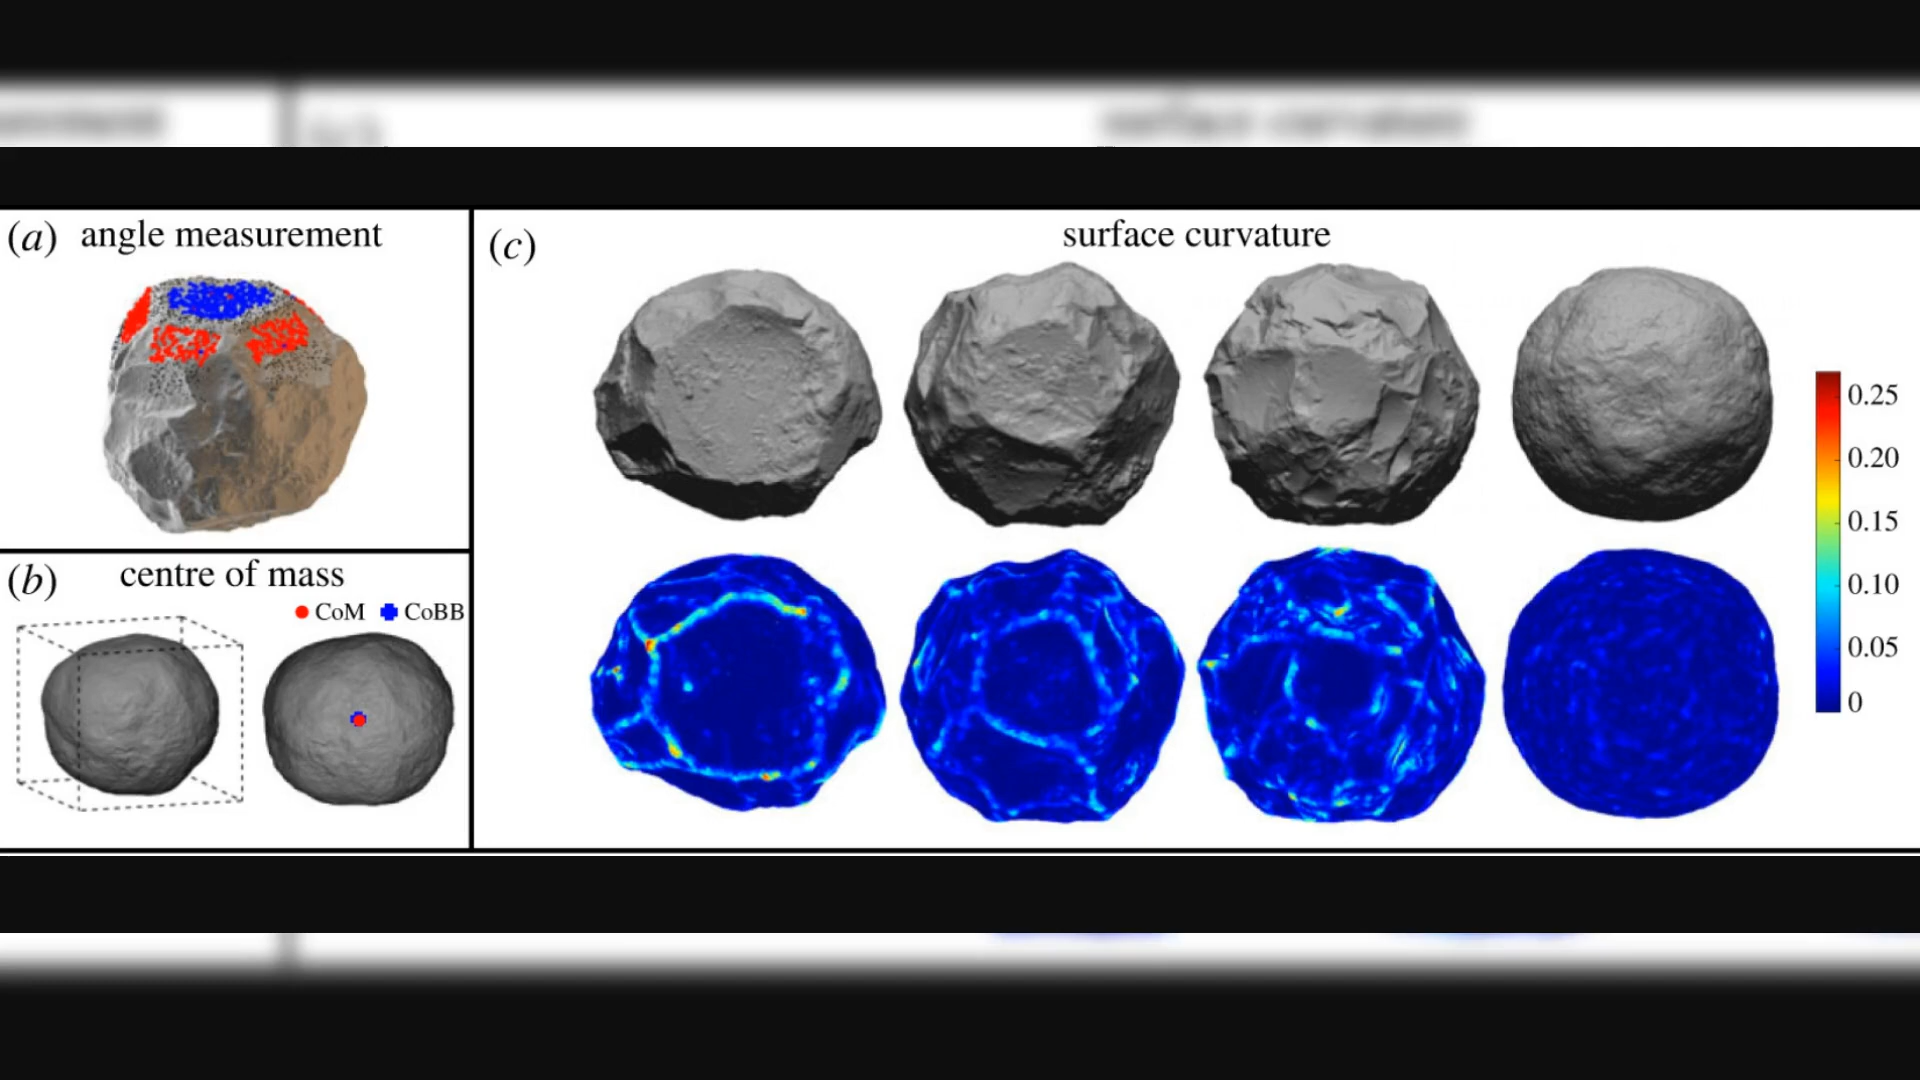 (a) angle measurement
(b) centre of mass
CoM CoBB
(c) surface curvature
0.25
0.20
0.15
0.10
0.05
0